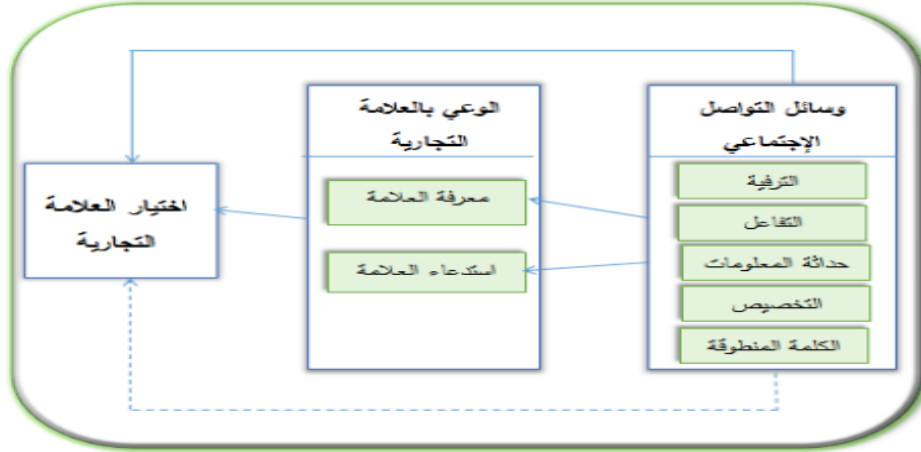 وسائل التواصل
الإجتماعي
الترفية
التفاعل
حداثة المعلومات
التخصيص
الكلمة المنطوقة
الوعي بالعلامة
التجارية
معرفة العلامة
استدعاء العلامة
اختيار العلامة
التجارية